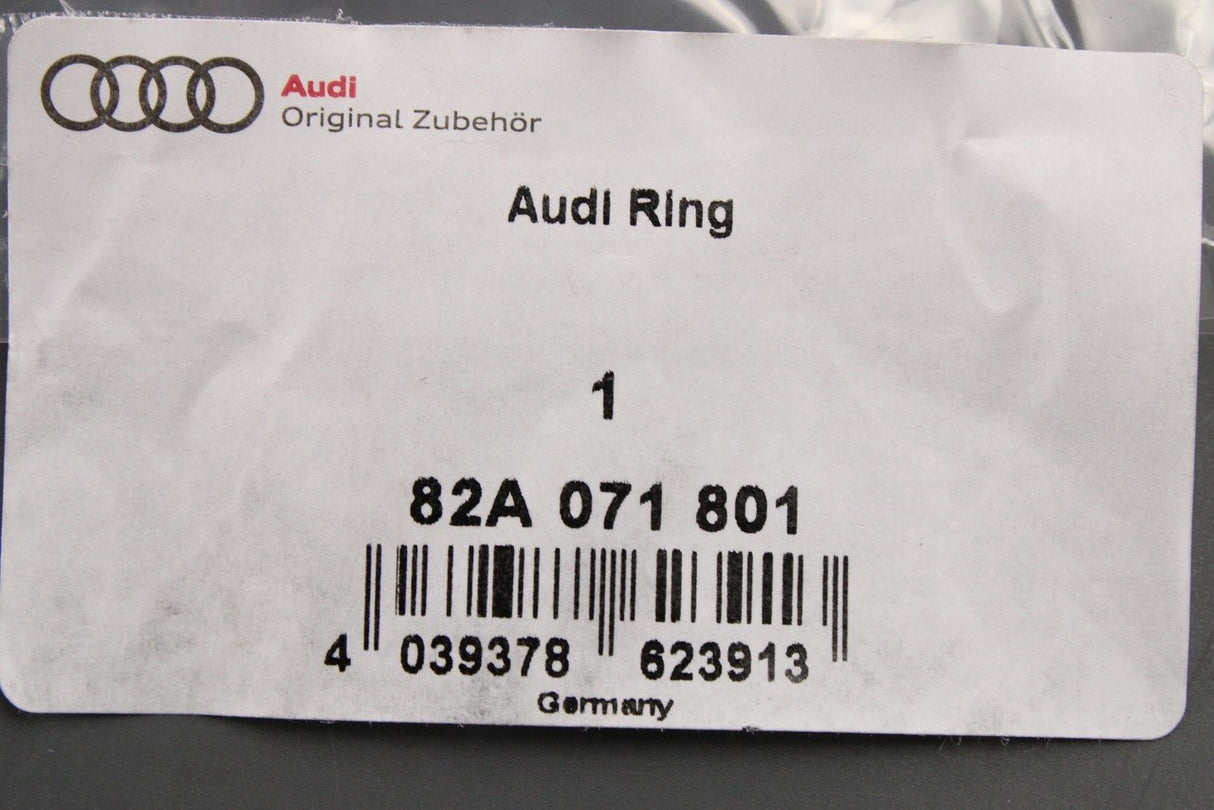 Audi
Original Zubehör
Audi Ring
1
82A 071 801
4 039378 623913
Germany